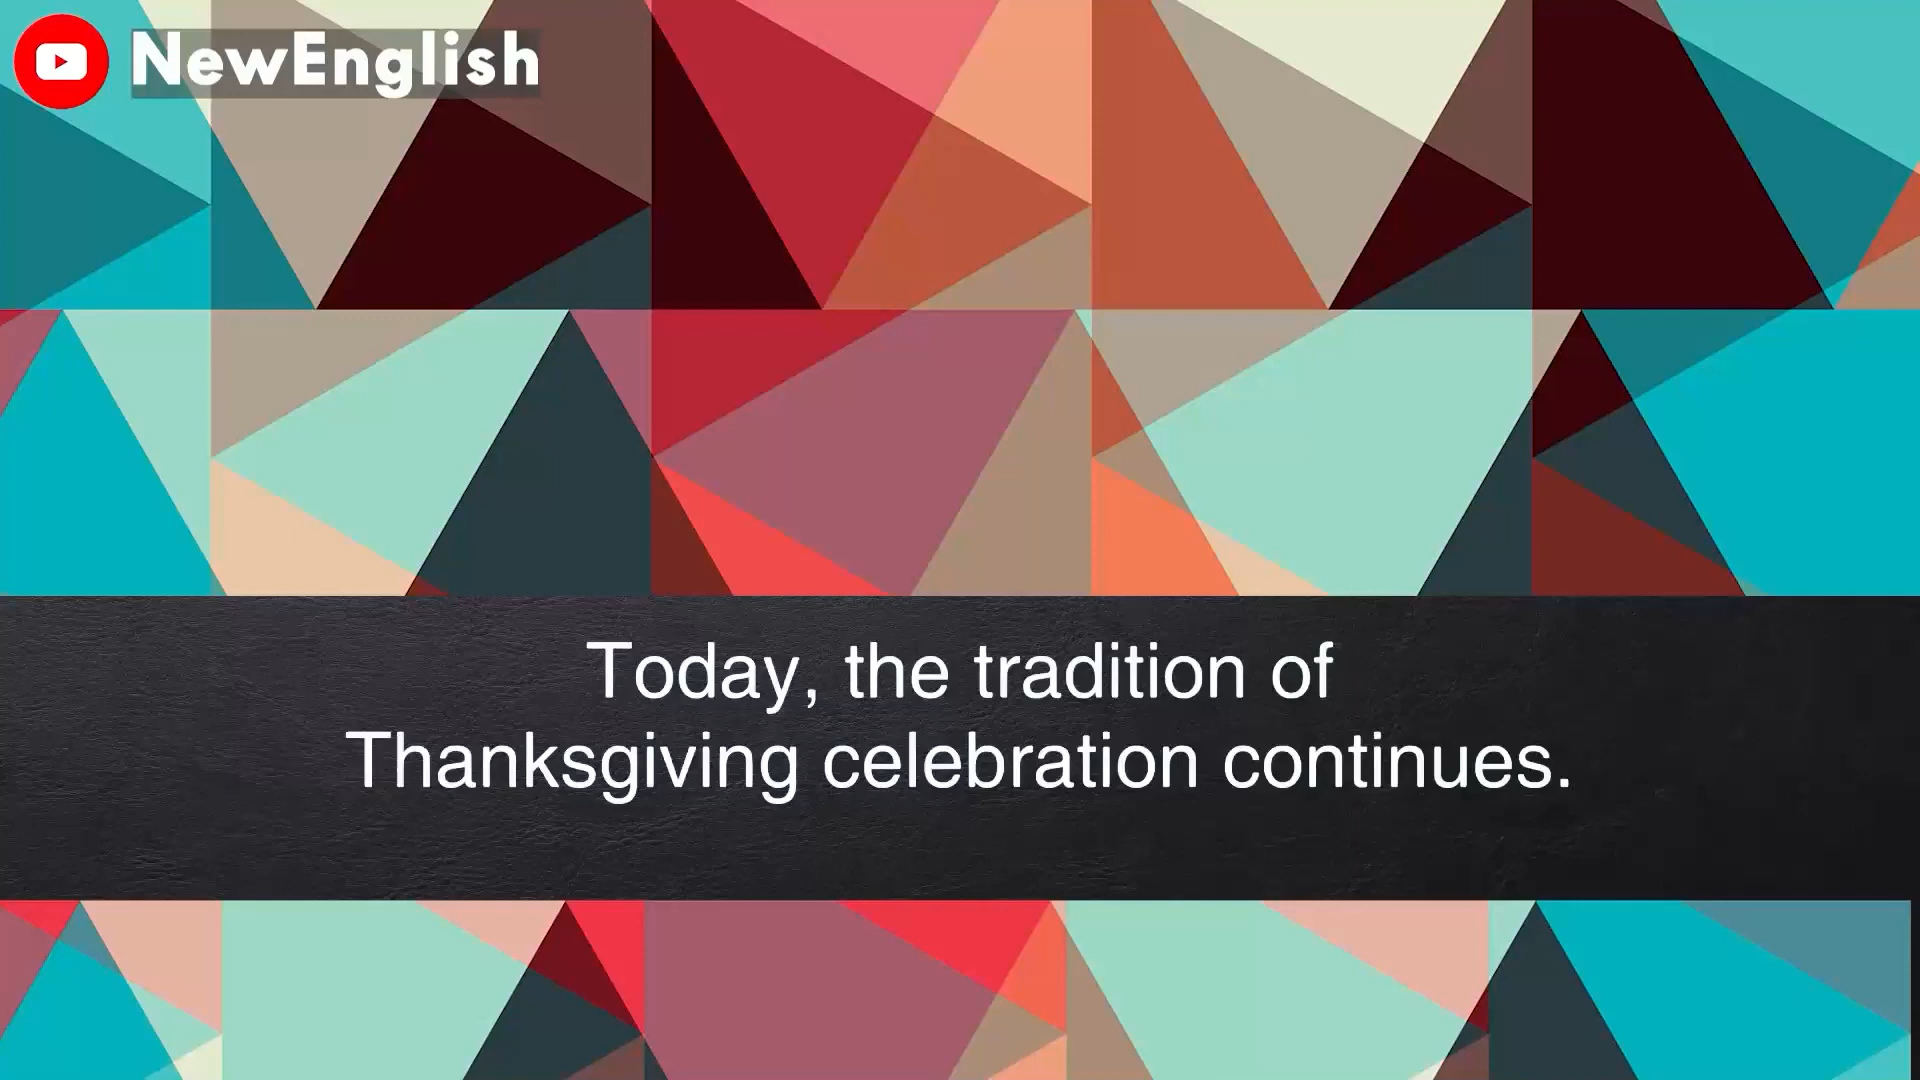 NewEnglish
Today, the tradition of
Thanksgiving celebration continues.